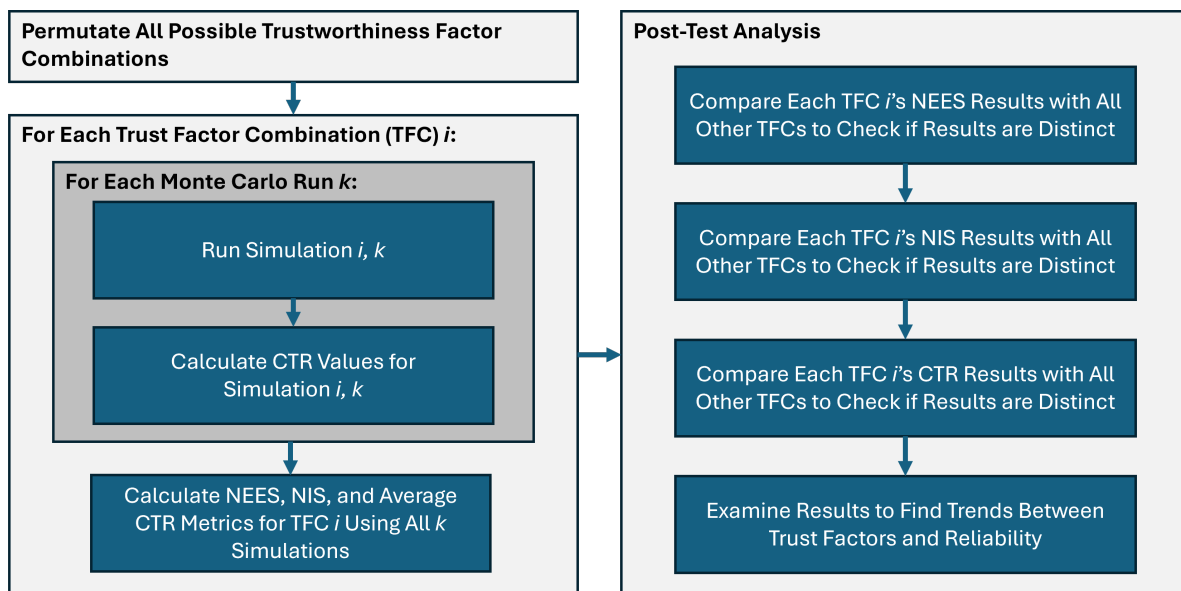 Permutate All Possible Trustworthiness Factor
Combinations
For Each Trust Factor Combination (TFC) i:
For Each Monte Carlo Run k:
Run Simulation i, k
Calculate CTR Values for
Simulation i, k
Calculate NEES, NIS, and Average
CTR Metrics for TFC i Using All k
Simulations
Post-Test Analysis
Compare Each TFC i’s NEES Results with All
Other TFCs to Check if Results are Distinct
Compare Each TFC i’s NIS Results with All
Other TFCs to Check if Results are Distinct
Compare Each TFC i’s CTR Results with All
Other TFCs to Check if Results are Distinct
Examine Results to Find Trends Between
Trust Factors and Reliability